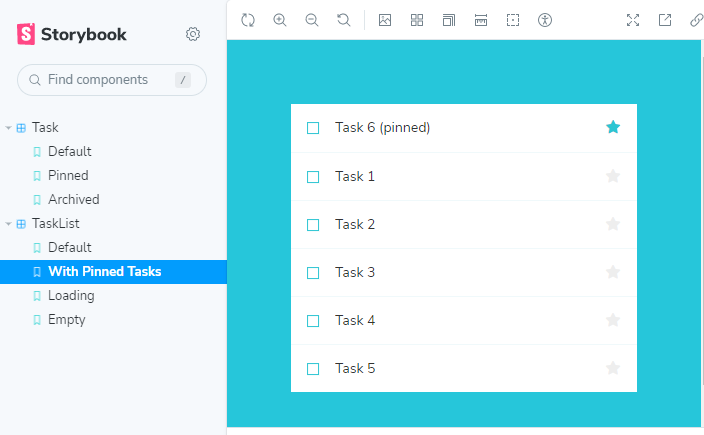 Storybook
Find components /
Task
Default
Pinned
Archived
TaskList
Default
With Pinned Tasks
Loading
Empty
Task 6 (pinned)
Task 1
Task 2
Task 3
Task 4
Task 5